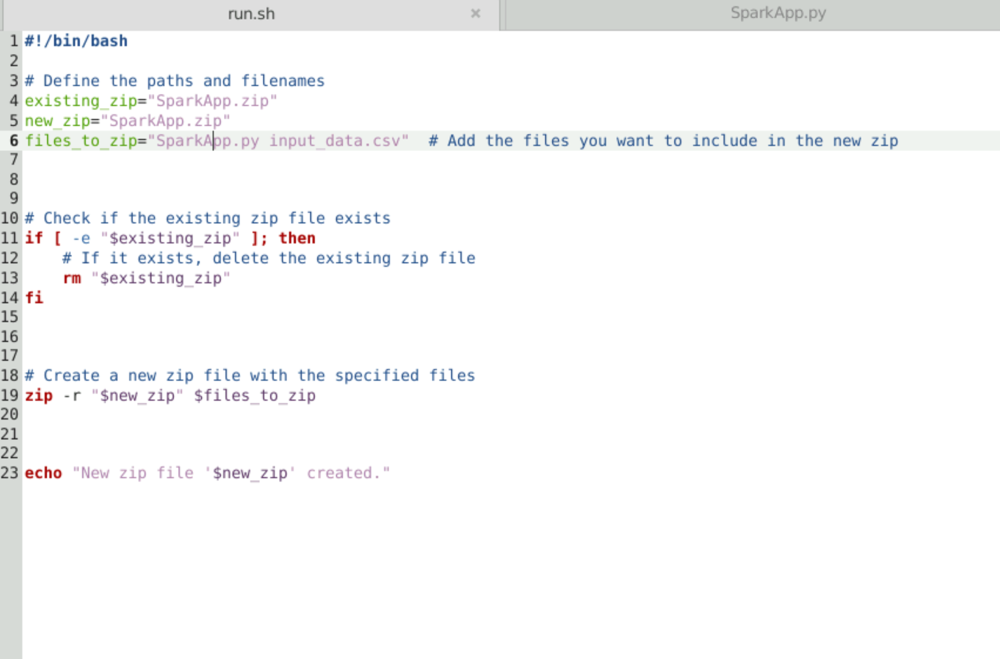 run.sh × SparkApp.py
1 #!/bin/bash
2
3 # Define the paths and filenames
4 existing_zip="SparkApp.zip"
5 new_zip="SparkApp.zip"
6 files_to_zip="SparkApp.py input_data.csv"  # Add the files you want to include in the new zip
7
8
9
10 # Check if the existing zip file exists
11 if [ -e "$existing_zip" ]; then
12     # If it exists, delete the existing zip file
13     rm "$existing_zip"
14 fi
15
16
17
18 # Create a new zip file with the specified files
19 zip -r "$new_zip" $files_to_zip
20
21
22
23 echo "New zip file '$new_zip' created."